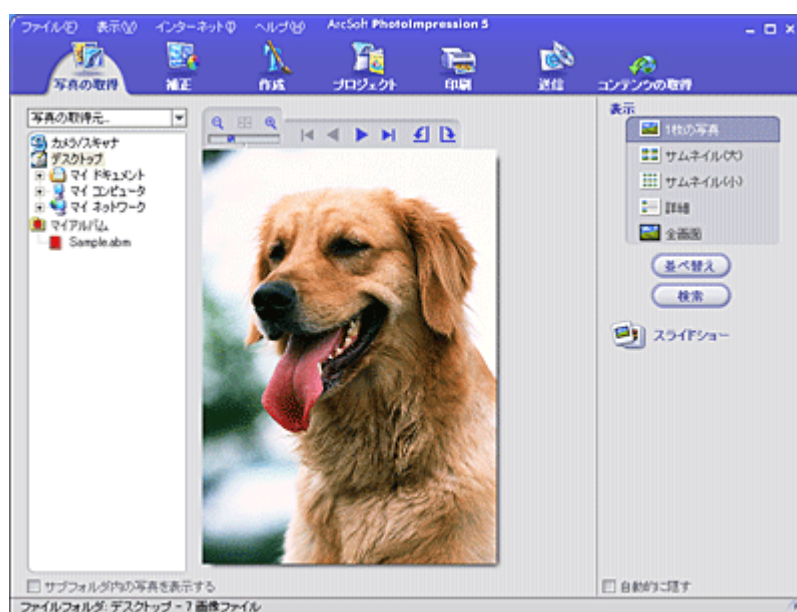 ファイル(F) 表示(V) インターネット(I) ヘルプ(H) ArcSoft PhotoImpression 5
写真の取得 補正 作成 プロジェクト 印刷 送信 コンテンツの取得
写真の取得元...
カメラ/スキャナ
デスクトップ
マイ ドキュメント
マイ コンピュータ
マイ ネットワーク
マイアルバム
Sample.abm
表示
1枚の写真
サムネイル(大)
サムネイル(小)
詳細
全画面
並べ替え
検索
スライドショー
サブフォルダ内の写真を表示する
自動的に隠す
ファイルフォルダ: デスクトップ - 7 画像ファイル